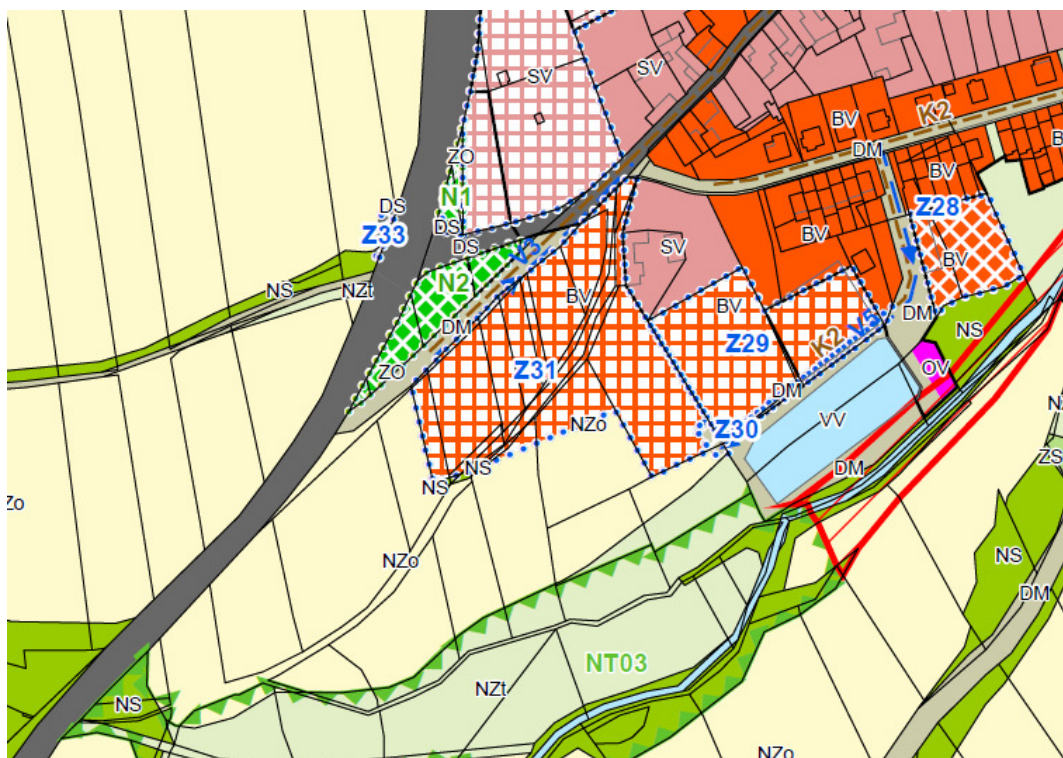 SV
SV
K2
BV
DM
B
ZO
BV
N1
DS
Z28
DS
Z33
DS
V3
SV
BV
BV
NS
NZt
N2
BV
DM
NS
DM
V5
K2
Z29
OV
ZO
Z31
DM
N
NZo
VV
Z30
ZS
NS
DM
NS
Zo
NS
NZo
DM
NT03
NZt
NS
NZo